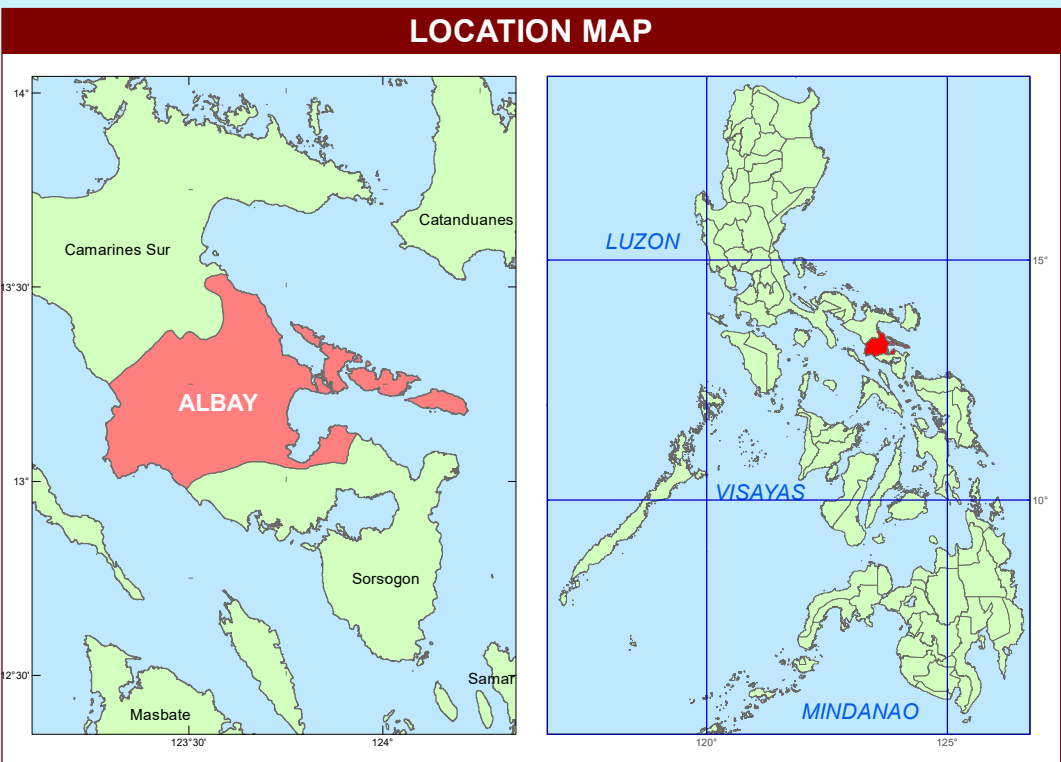 LOCATION MAP
14°
Catanduanes
Camarines Sur
13°30'
ALBAY
13°
Sorsogon
12°30'
Samar
Masbate
123°30'
124°
LUZON
15°
VISAYAS
10°
MINDANAO
120°
125°